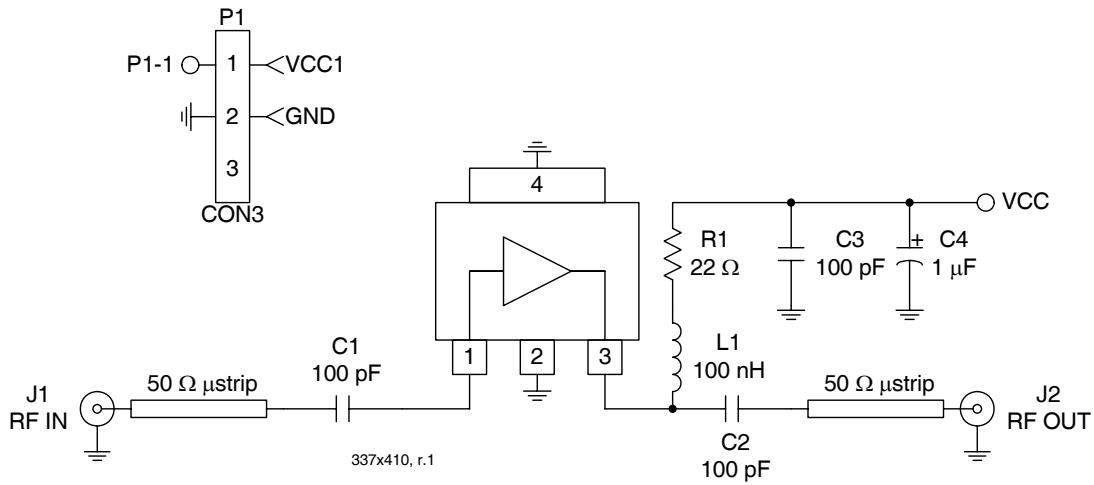 P1
P1-1
1
VCC1
2
GND
3
CON3
4
VCC
R1
22 Ω
C3
100 pF
+
C4
1 μF
1
2
3
C1
100 pF
L1
100 nH
J1
RF IN
50 Ω μstrip
50 Ω μstrip
J2
RF OUT
C2
100 pF
337x410, r.1